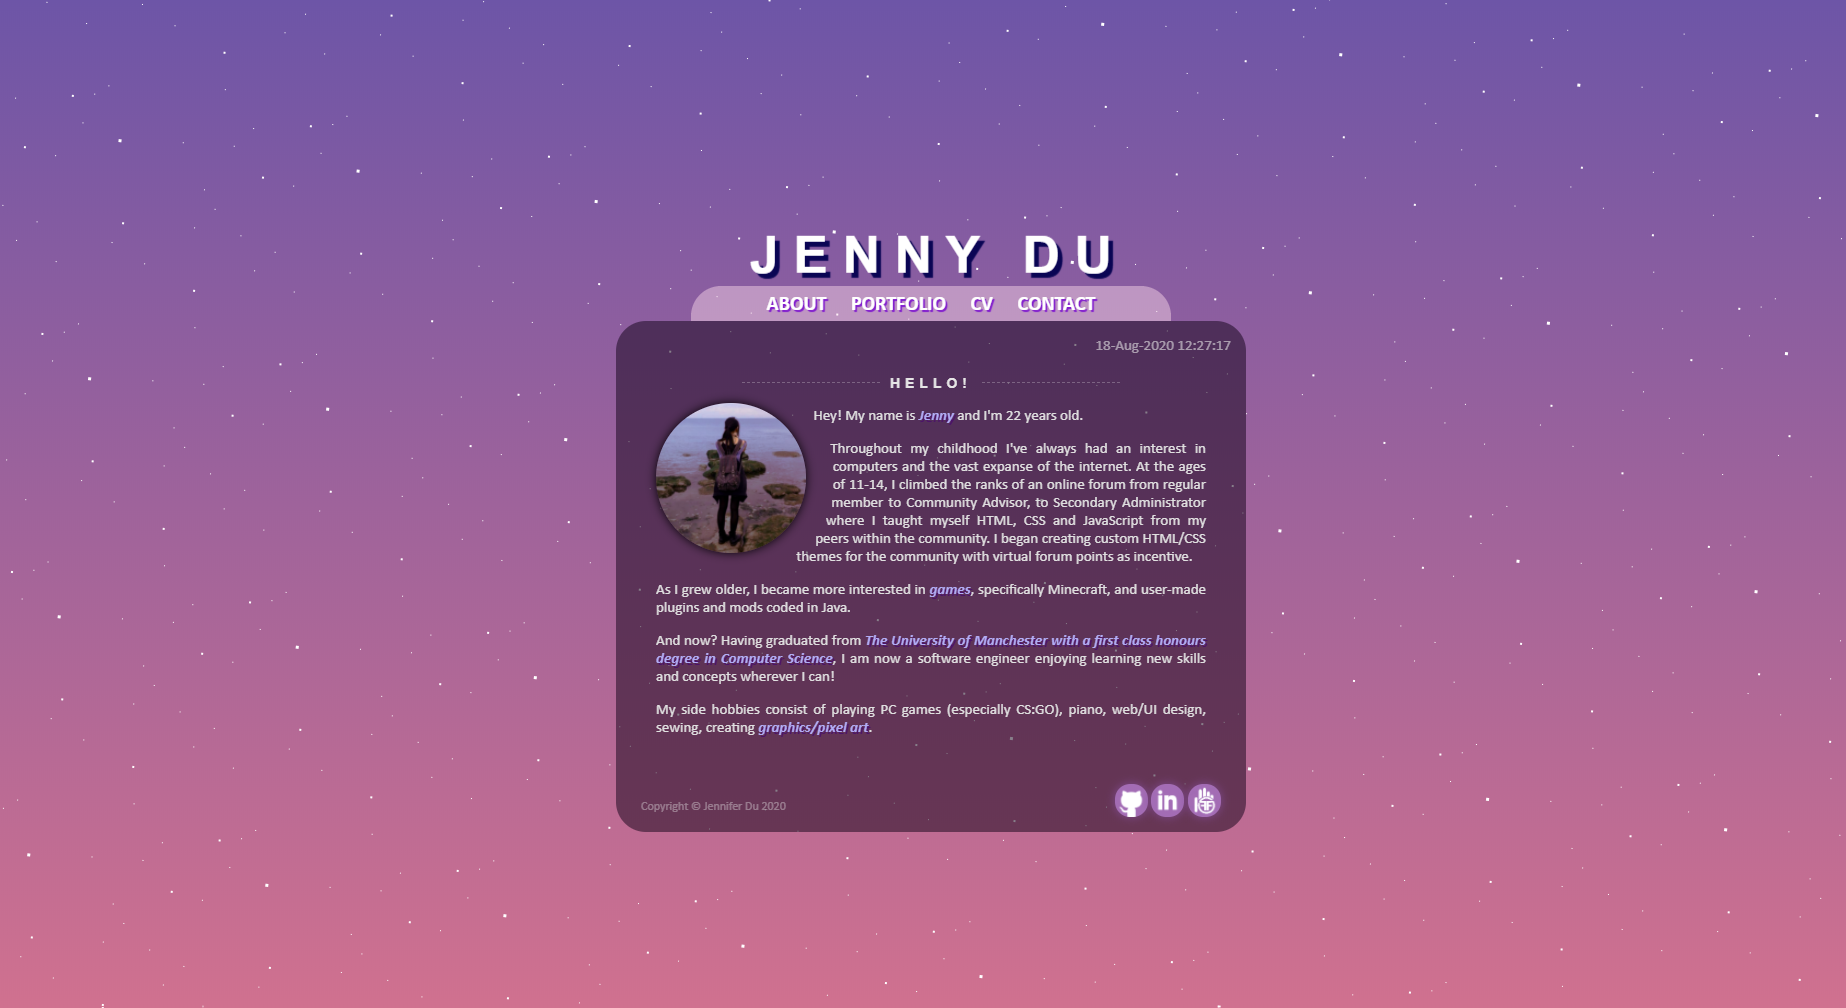 JENNY DU
ABOUT PORTFOLIO CV CONTACT
18-Aug-2020 12:27:17
HELLO!
Hey! My name is Jenny and I'm 22 years old.
Throughout my childhood I've always had an interest in
computers and the vast expanse of the internet. At the ages
of 11-14, I climbed the ranks of an online forum from regular
member to Community Advisor, to Secondary Administrator
where I taught myself HTML, CSS and JavaScript from my
peers within the community. I began creating custom HTML/CSS
themes for the community with virtual forum points as incentive.
As I grew older, I became more interested in games, specifically Minecraft, and user-made
plugins and mods coded in Java.
And now? Having graduated from The University of Manchester with a first class honours
degree in Computer Science, I am now a software engineer enjoying learning new skills
and concepts wherever I can!
My side hobbies consist of playing PC games (especially CS:GO), piano, web/UI design,
sewing, creating graphics/pixel art.
Copyright © Jennifer Du 2020
in